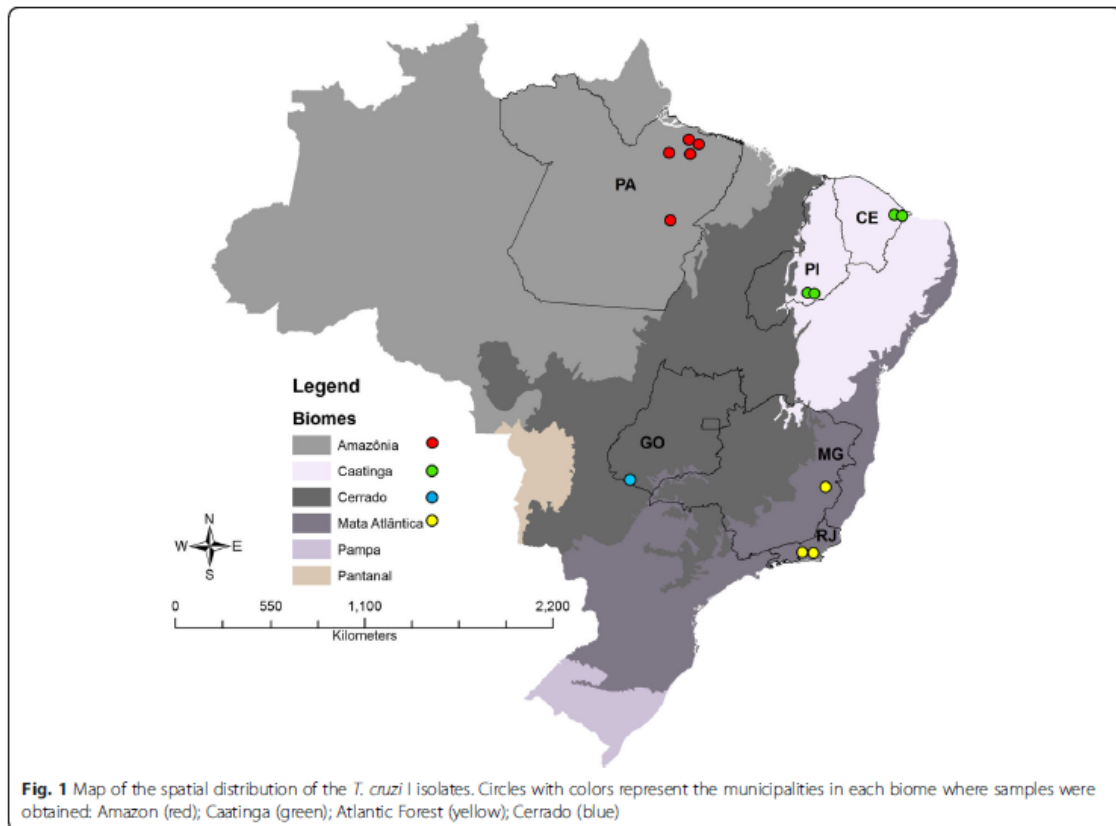 PA
CE
PI
GO
MG
RJ
Legend
Biomes
Amazônia
Caatinga
Cerrado
Mata Atlântica
Pampa
Pantanal
N
W E
S
0 550 1,100 2,200
Kilometers
Fig. 1 Map of the spatial distribution of the T. cruzi I isolates. Circles with colors represent the municipalities in each biome where samples were
obtained: Amazon (red); Caatinga (green); Atlantic Forest (yellow); Cerrado (blue)